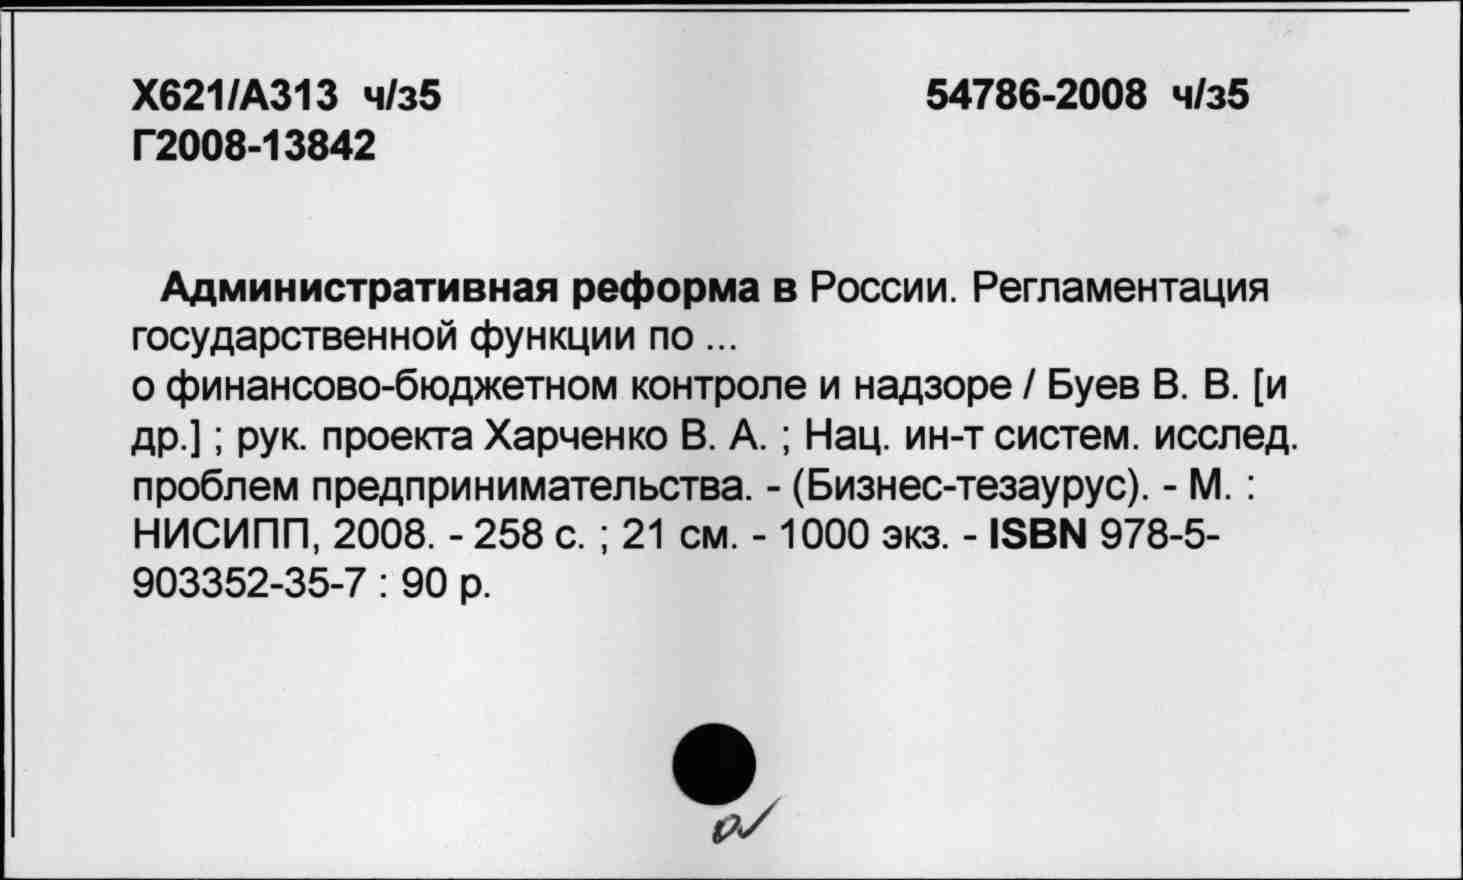 Х621/А313 ч/з5 54786-2008 ч/з5
Г2008-13842
Административная реформа в России. Регламентация
государственной функции по ...
о финансово-бюджетном контроле и надзоре / Буев В. В. [и
др.] ; рук. проекта Харченко В. А. ; Нац. ин-т систем. исслед.
проблем предпринимательства. - (Бизнес-тезаурус). - М. :
НИСИПП, 2008. - 258 с. ; 21 см. - 1000 экз. - ISBN 978-5-
903352-35-7 : 90 р.